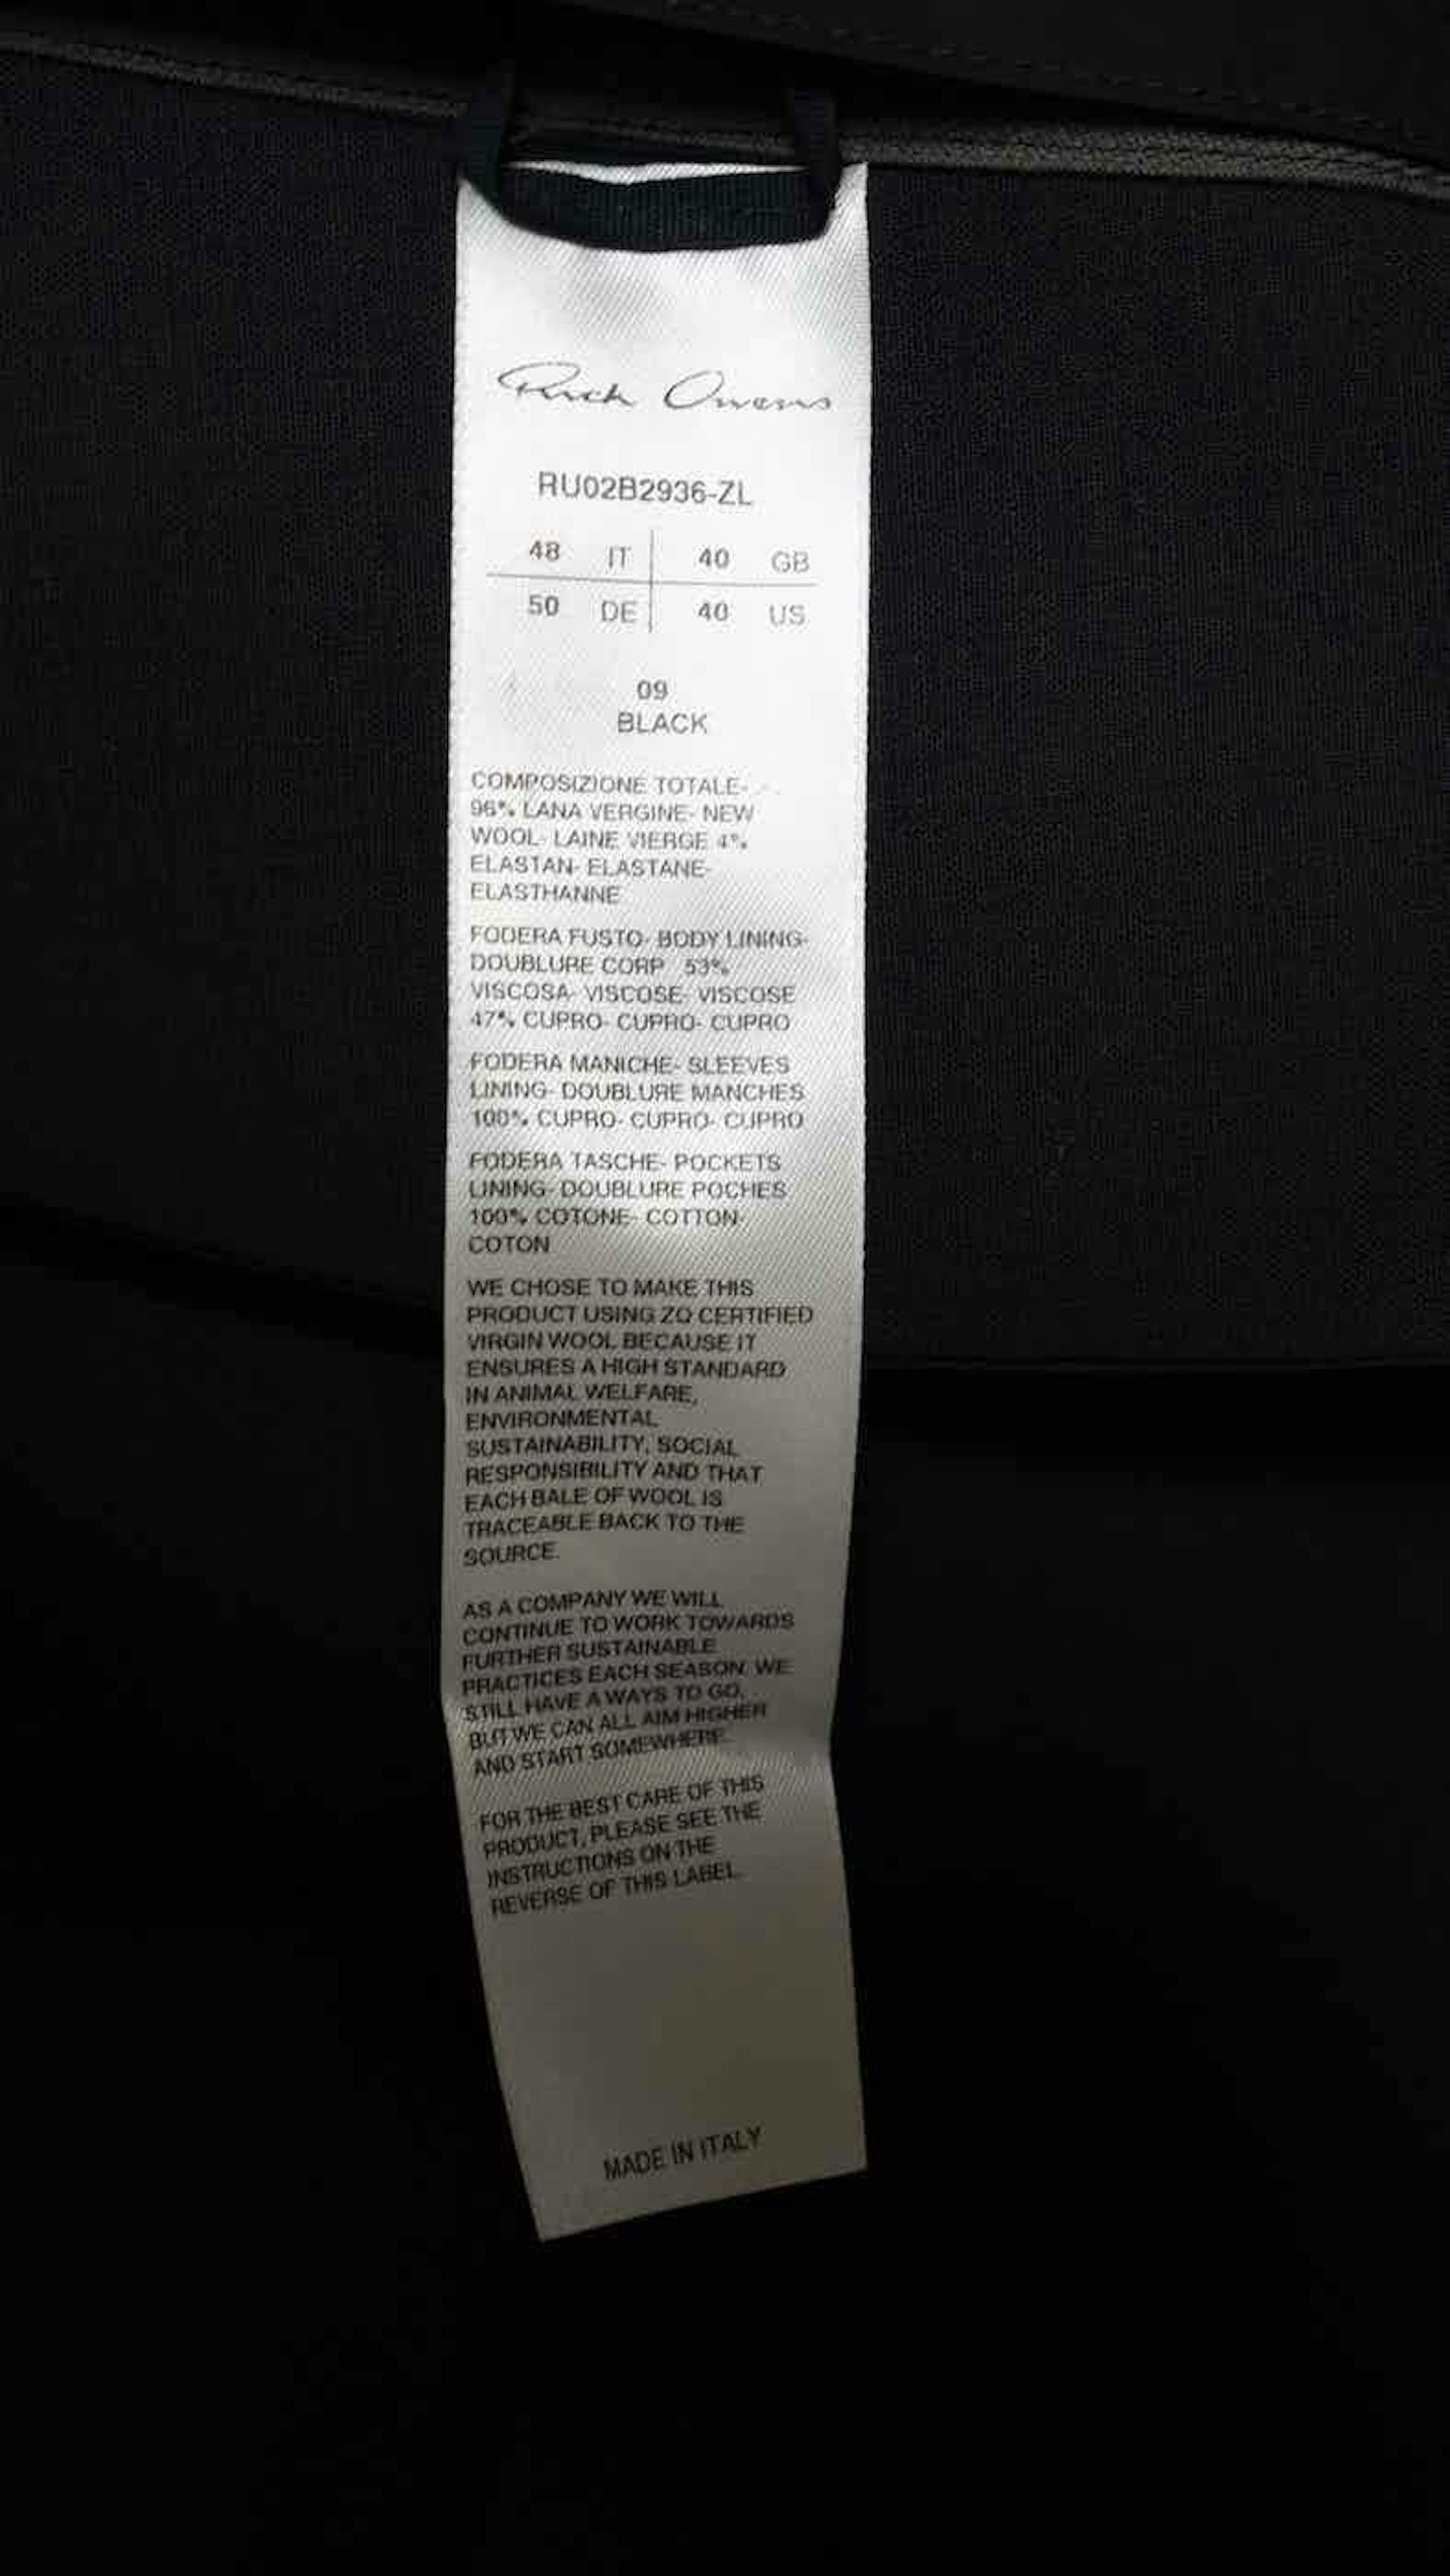 Rick Owens
RU02B2936-ZL
48 IT 40 GB
50 DE 40 US
09
BLACK
COMPOSIZIONE TOTALE-
96% LANA VERGINE- NEW
WOOL- LAINE VIERGE 4%
ELASTAN- ELASTANE-
ELASTHANNE
FODERA FUSTO- BODY LINING-
DOUBLURE CORP 53%
VISCOSA- VISCOSE- VISCOSE
47% CUPRO- CUPRO- CUPRO
FODERA MANICHE- SLEEVES
LINING- DOUBLURE MANCHES
100% CUPRO- CUPRO- CUPRO
FODERA TASCHE- POCKETS
LINING- DOUBLURE POCHES
100% COTONE- COTTON-
COTON
WE CHOSE TO MAKE THIS
PRODUCT USING ZQ CERTIFIED
VIRGIN WOOL BECAUSE IT
ENSURES A HIGH STANDARD
IN ANIMAL WELFARE,
ENVIRONMENTAL
SUSTAINABILITY, SOCIAL
RESPONSIBILITY AND THAT
EACH BALE OF WOOL IS
TRACEABLE BACK TO THE
SOURCE.
AS A COMPANY WE WILL
CONTINUE TO WORK TOWARDS
FURTHER SUSTAINABLE
PRACTICES EACH SEASON. WE
STILL HAVE A WAYS TO GO,
BUT WE CAN ALL AIM HIGHER
AND START SOMEWHERE.
FOR THE BEST CARE OF THIS
PRODUCT, PLEASE SEE THE
INSTRUCTIONS ON THE
REVERSE OF THIS LABEL.
MADE IN ITALY